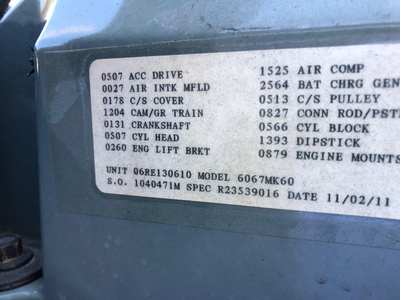 0507 ACC DRIVE
0027 AIR INTK MFLD
0178 C/S COVER
1204 CAM/GR TRAIN
0131 CRANKSHAFT
0507 CYL HEAD
0260 ENG LIFT BRKT
1525 AIR COMP
2564 BAT CHRG GEN
0513 C/S PULLEY
0827 CONN ROD/PST
0566 CYL BLOCK
1393 DIPSTICK
0879 ENGINE MOUNTS
UNIT 06RE130610 MODEL 6067MK60
S.O. 1040471M SPEC R23539016 DATE 11/02/11